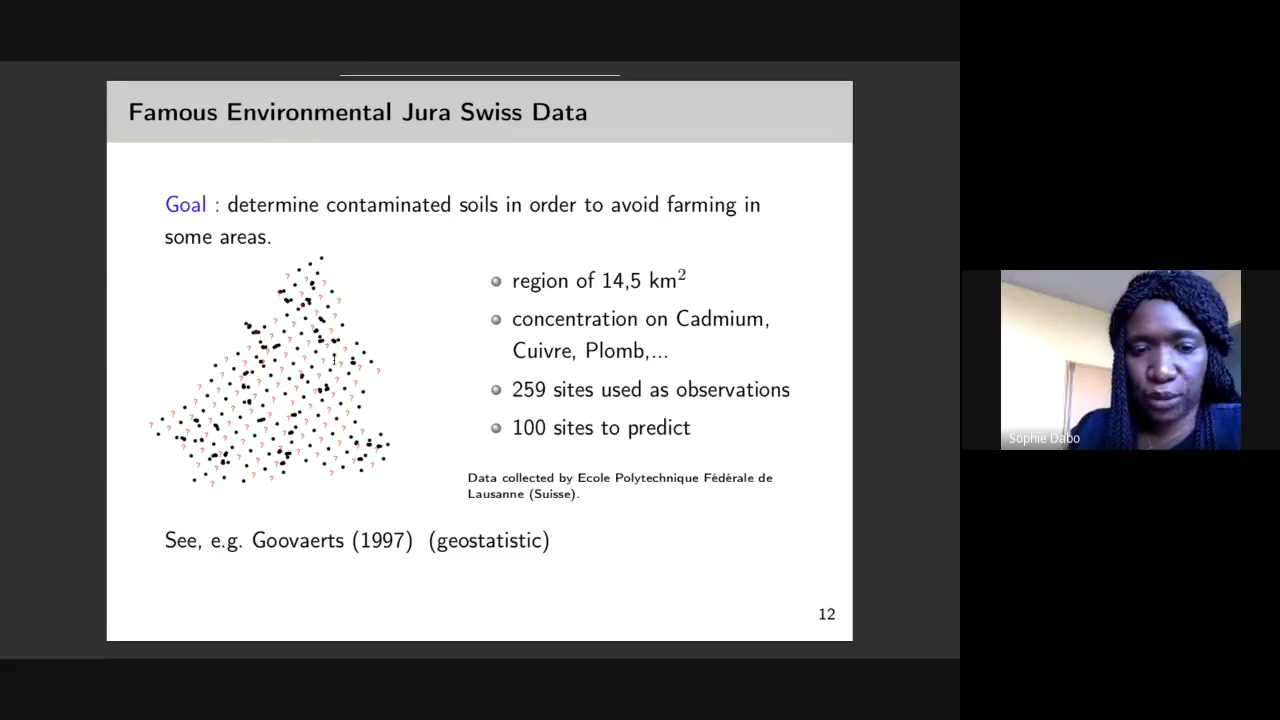 Famous Environmental Jura Swiss Data
Goal : determine contaminated soils in order to avoid farming in
some areas.
region of 14,5 km²
concentration on Cadmium,
Cuivre, Plomb,...
259 sites used as observations
100 sites to predict
Data collected by Ecole Polytechnique Fédérale de
Lausanne (Suisse).
See, e.g. Goovaerts (1997) (geostatistic)
12
Sophie Dabo